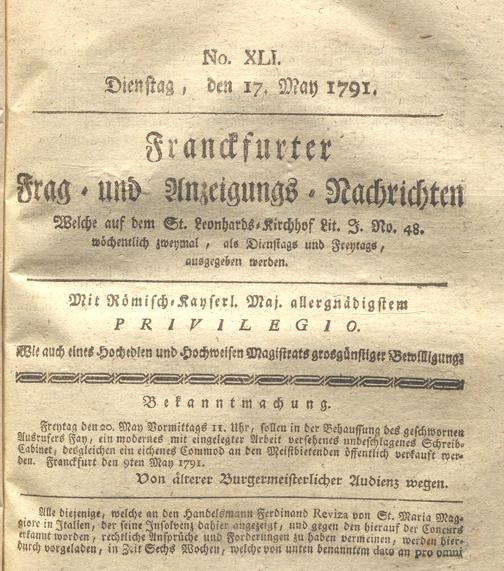 No. XLI.
Dienstag, den 17. May 1791.
Franckfurter
Frag - und Anzeigungs - Nachrichten
Welche auf dem St. Leonhards-Kirchhof Lit. J. No. 48.
wöchentlich zweymal, als Dienstags und Freytags,
ausgegeben werden.
Mit Römisch-Kayserl. Maj. allergnädigstem
PRIVILEGIO.
Wie auch eines Hochedlen und Hochweisen Magistrats grosgünstiger Bewilligung.
Bekanntmachung.
Freytag den 20. May Vormittags 11. Uhr, sollen in der Behaussung des geschwornen
Ausrufers Fay, ein modernes mit eingelegter Arbeit versehenes unbeschlagenes Schreib-
Cabinet, desgleichen ein eichenes Commod an den Meistbietenden öffentlich verkauft wer-
den. Franckfurt den 9ten May 1791.
Von älterer Burgermeisterlicher Audienz wegen.
Alle diejenige, welche an den Handelsmann Ferdinand Reviza von St. Maria Mag-
giore in Italien, der seine Insolvenz dahier angezeigt, und gegen den hierauf der Concurs
erkannt worden, rechtliche Ansprüche und Forderungen zu haben vermeinen, werden hier-
durch vorgeladen, in Zeit Sechs Wochen, welche von unten benanntem dato an pro omni